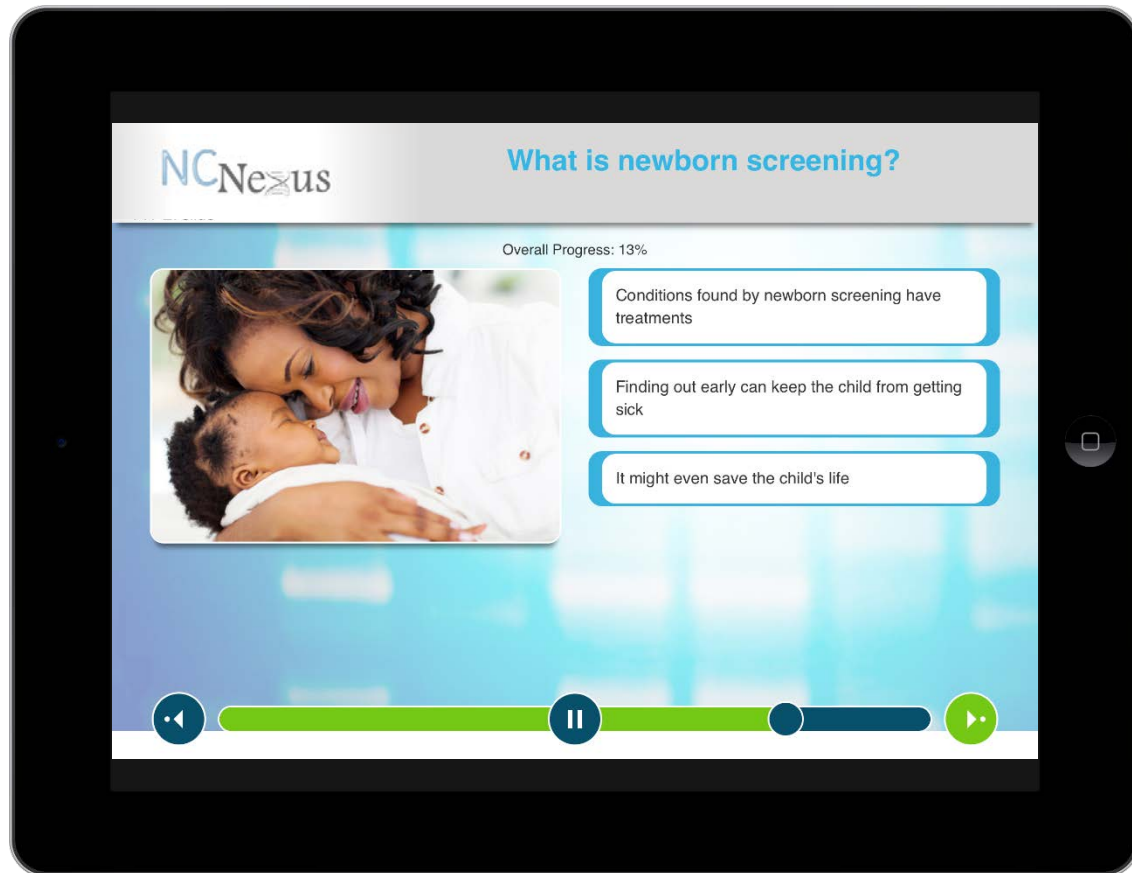 NCNexus
What is newborn screening?
Overall Progress: 13%
Conditions found by newborn screening have
treatments
Finding out early can keep the child from getting
sick
It might even save the child's life